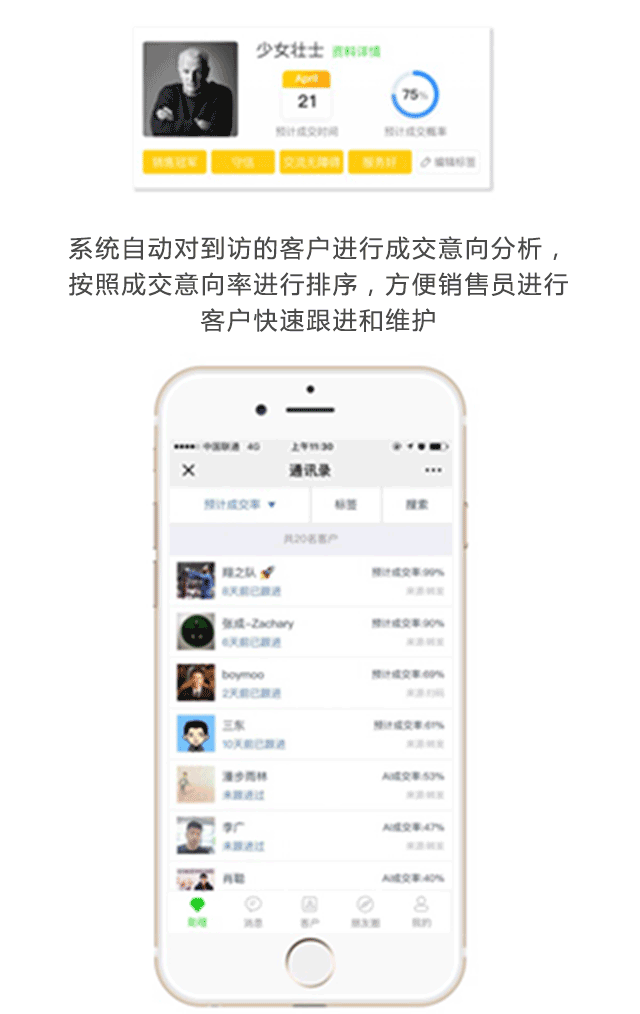 少女壮士 资料详情
April
21
75%
预计成交时间
预计成交概率
销售冠军 守信 交流无障碍 服务好 编辑标签
系统自动对到访的客户进行成交意向分析，
按照成交意向率进行排序，方便销售员进行
客户快速跟进和维护
中国联通 4G 上午11:30
通讯录
预计成交率 标签 搜索
共20名客户
翔之队 预计成交率:99%
8天前已跟进 来源:转发
张成-Zachary 预计成交率:90%
6天前已跟进 来源:转发
boymoo 预计成交率:69%
2天前已跟进 来源:扫码
三东 预计成交率:61%
10天前已跟进 来源:转发
漫步雨林 AI成交率:53%
未跟进过 来源:转发
李广 AI成交率:47%
未跟进过 来源:转发
肖聪 AI成交率:40%
消息 客户 朋友圈 我的